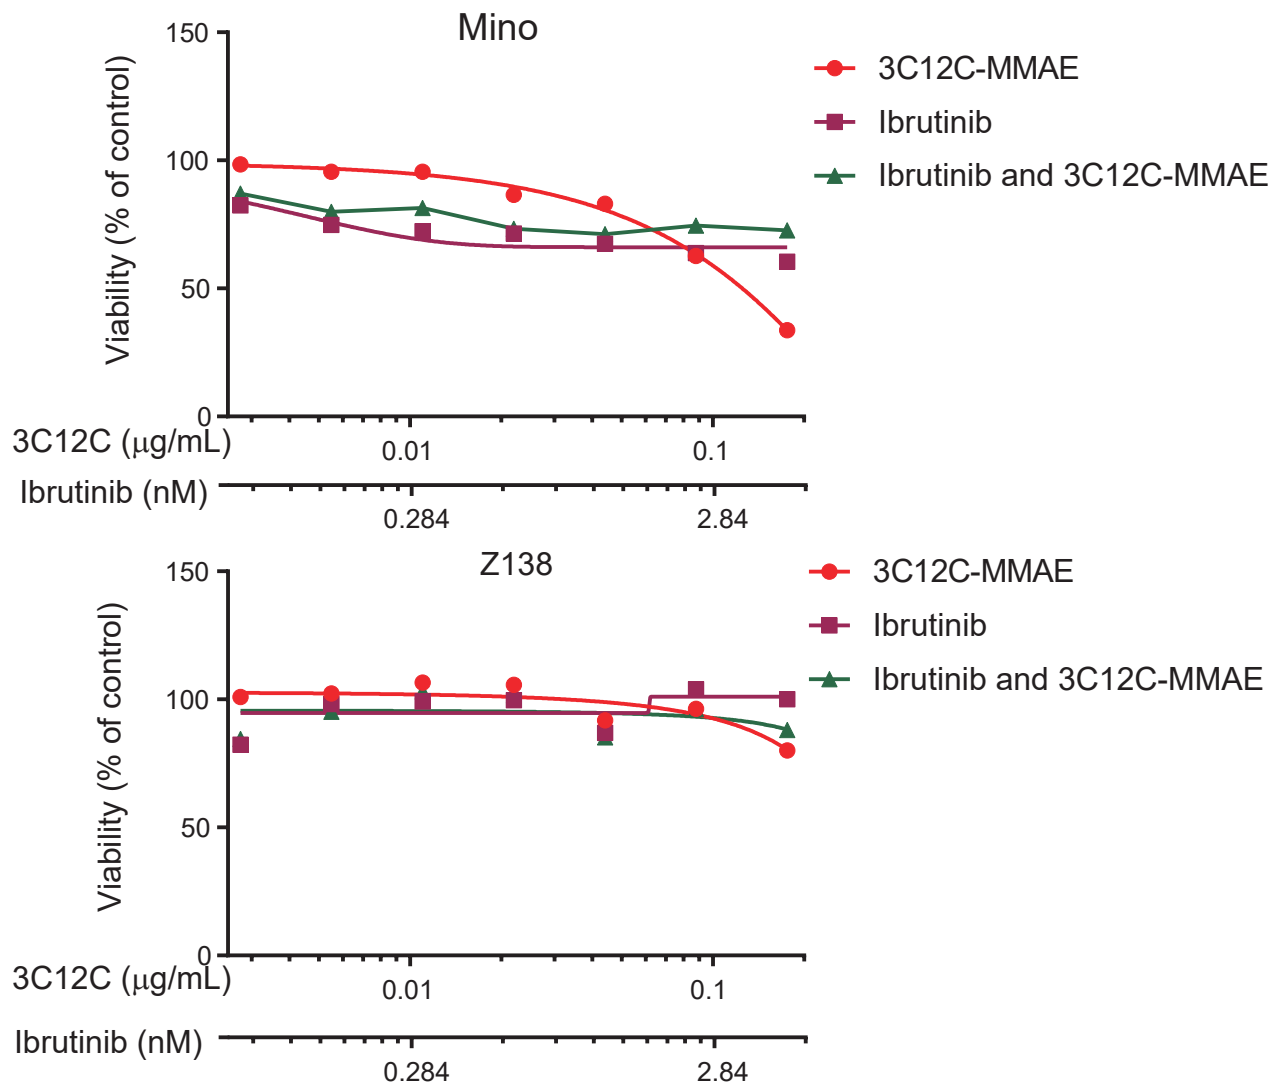 Mino
150
100
50
0
Viability (% of control)
3C12C-MMAE
Ibrutinib
Ibrutinib and 3C12C-MMAE
3C12C (μg/mL)
0.01
0.1
Ibrutinib (nM)
0.284
2.84
Z138
150
100
50
0
Viability (% of control)
3C12C-MMAE
Ibrutinib
Ibrutinib and 3C12C-MMAE
3C12C (μg/mL)
0.01
0.1
Ibrutinib (nM)
0.284
2.84